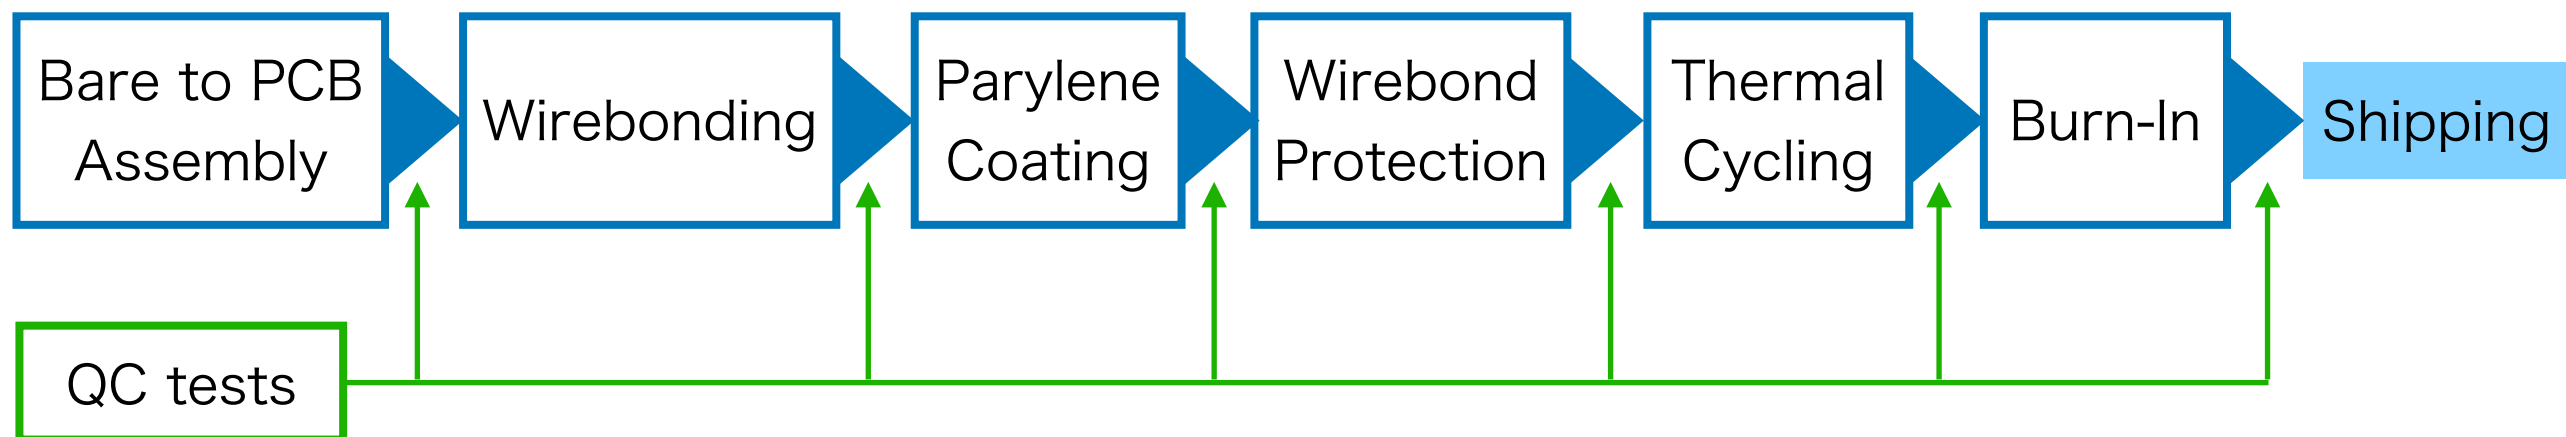 Bare to PCB
Assembly
Wirebonding
Parylene
Coating
Wirebond
Protection
Thermal
Cycling
Burn-In
Shipping
QC tests